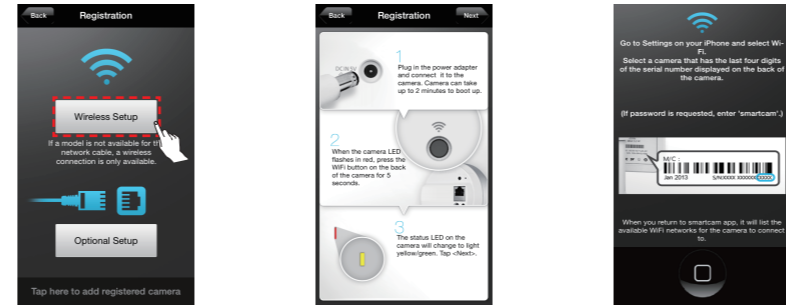 Back
Registration
Wireless Setup
If a model is not available for the
network cable, a wireless
connection is only available.
Optional Setup
Tap here to add registered camera
Back
Registration
Next
1
Plug in the power adapter
and connect it to the
camera. Camera can take
up to 2 minutes to boot up.
DC IN 5V
2
When the camera LED
flashes in red, press the
WiFi button on the back
of the camera for 5
seconds.
3
The status LED on the
camera will change to light
yellow/green. Tap <Next>.
Go to Settings on your iPhone and select Wi-
Fi.
Select a camera that has the last four digits
of the serial number displayed on the back of
the camera.
(If password is requested, enter 'smartcam'.)
M/C :
Jan 2013
S/N:XXXX XXXXXXXXXXX
When you return to smartcam app, it will list the
available WiFi networks for the camera to connect
to.